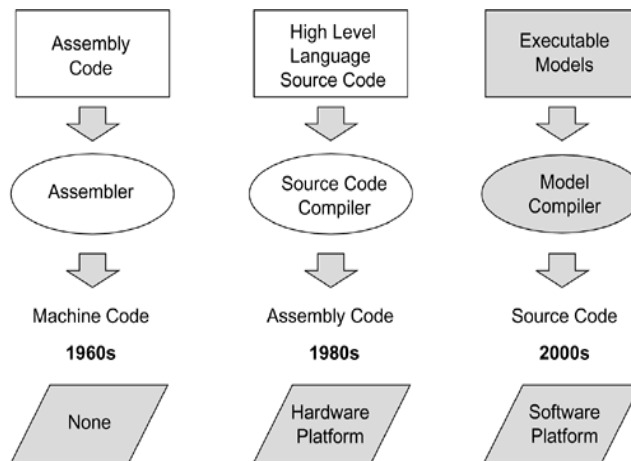 Assembly
Code
High Level
Language
Source Code
Executable
Models
Assembler
Source Code
Compiler
Model
Compiler
Machine Code
Assembly Code
Source Code
1960s
1980s
2000s
None
Hardware
Platform
Software
Platform